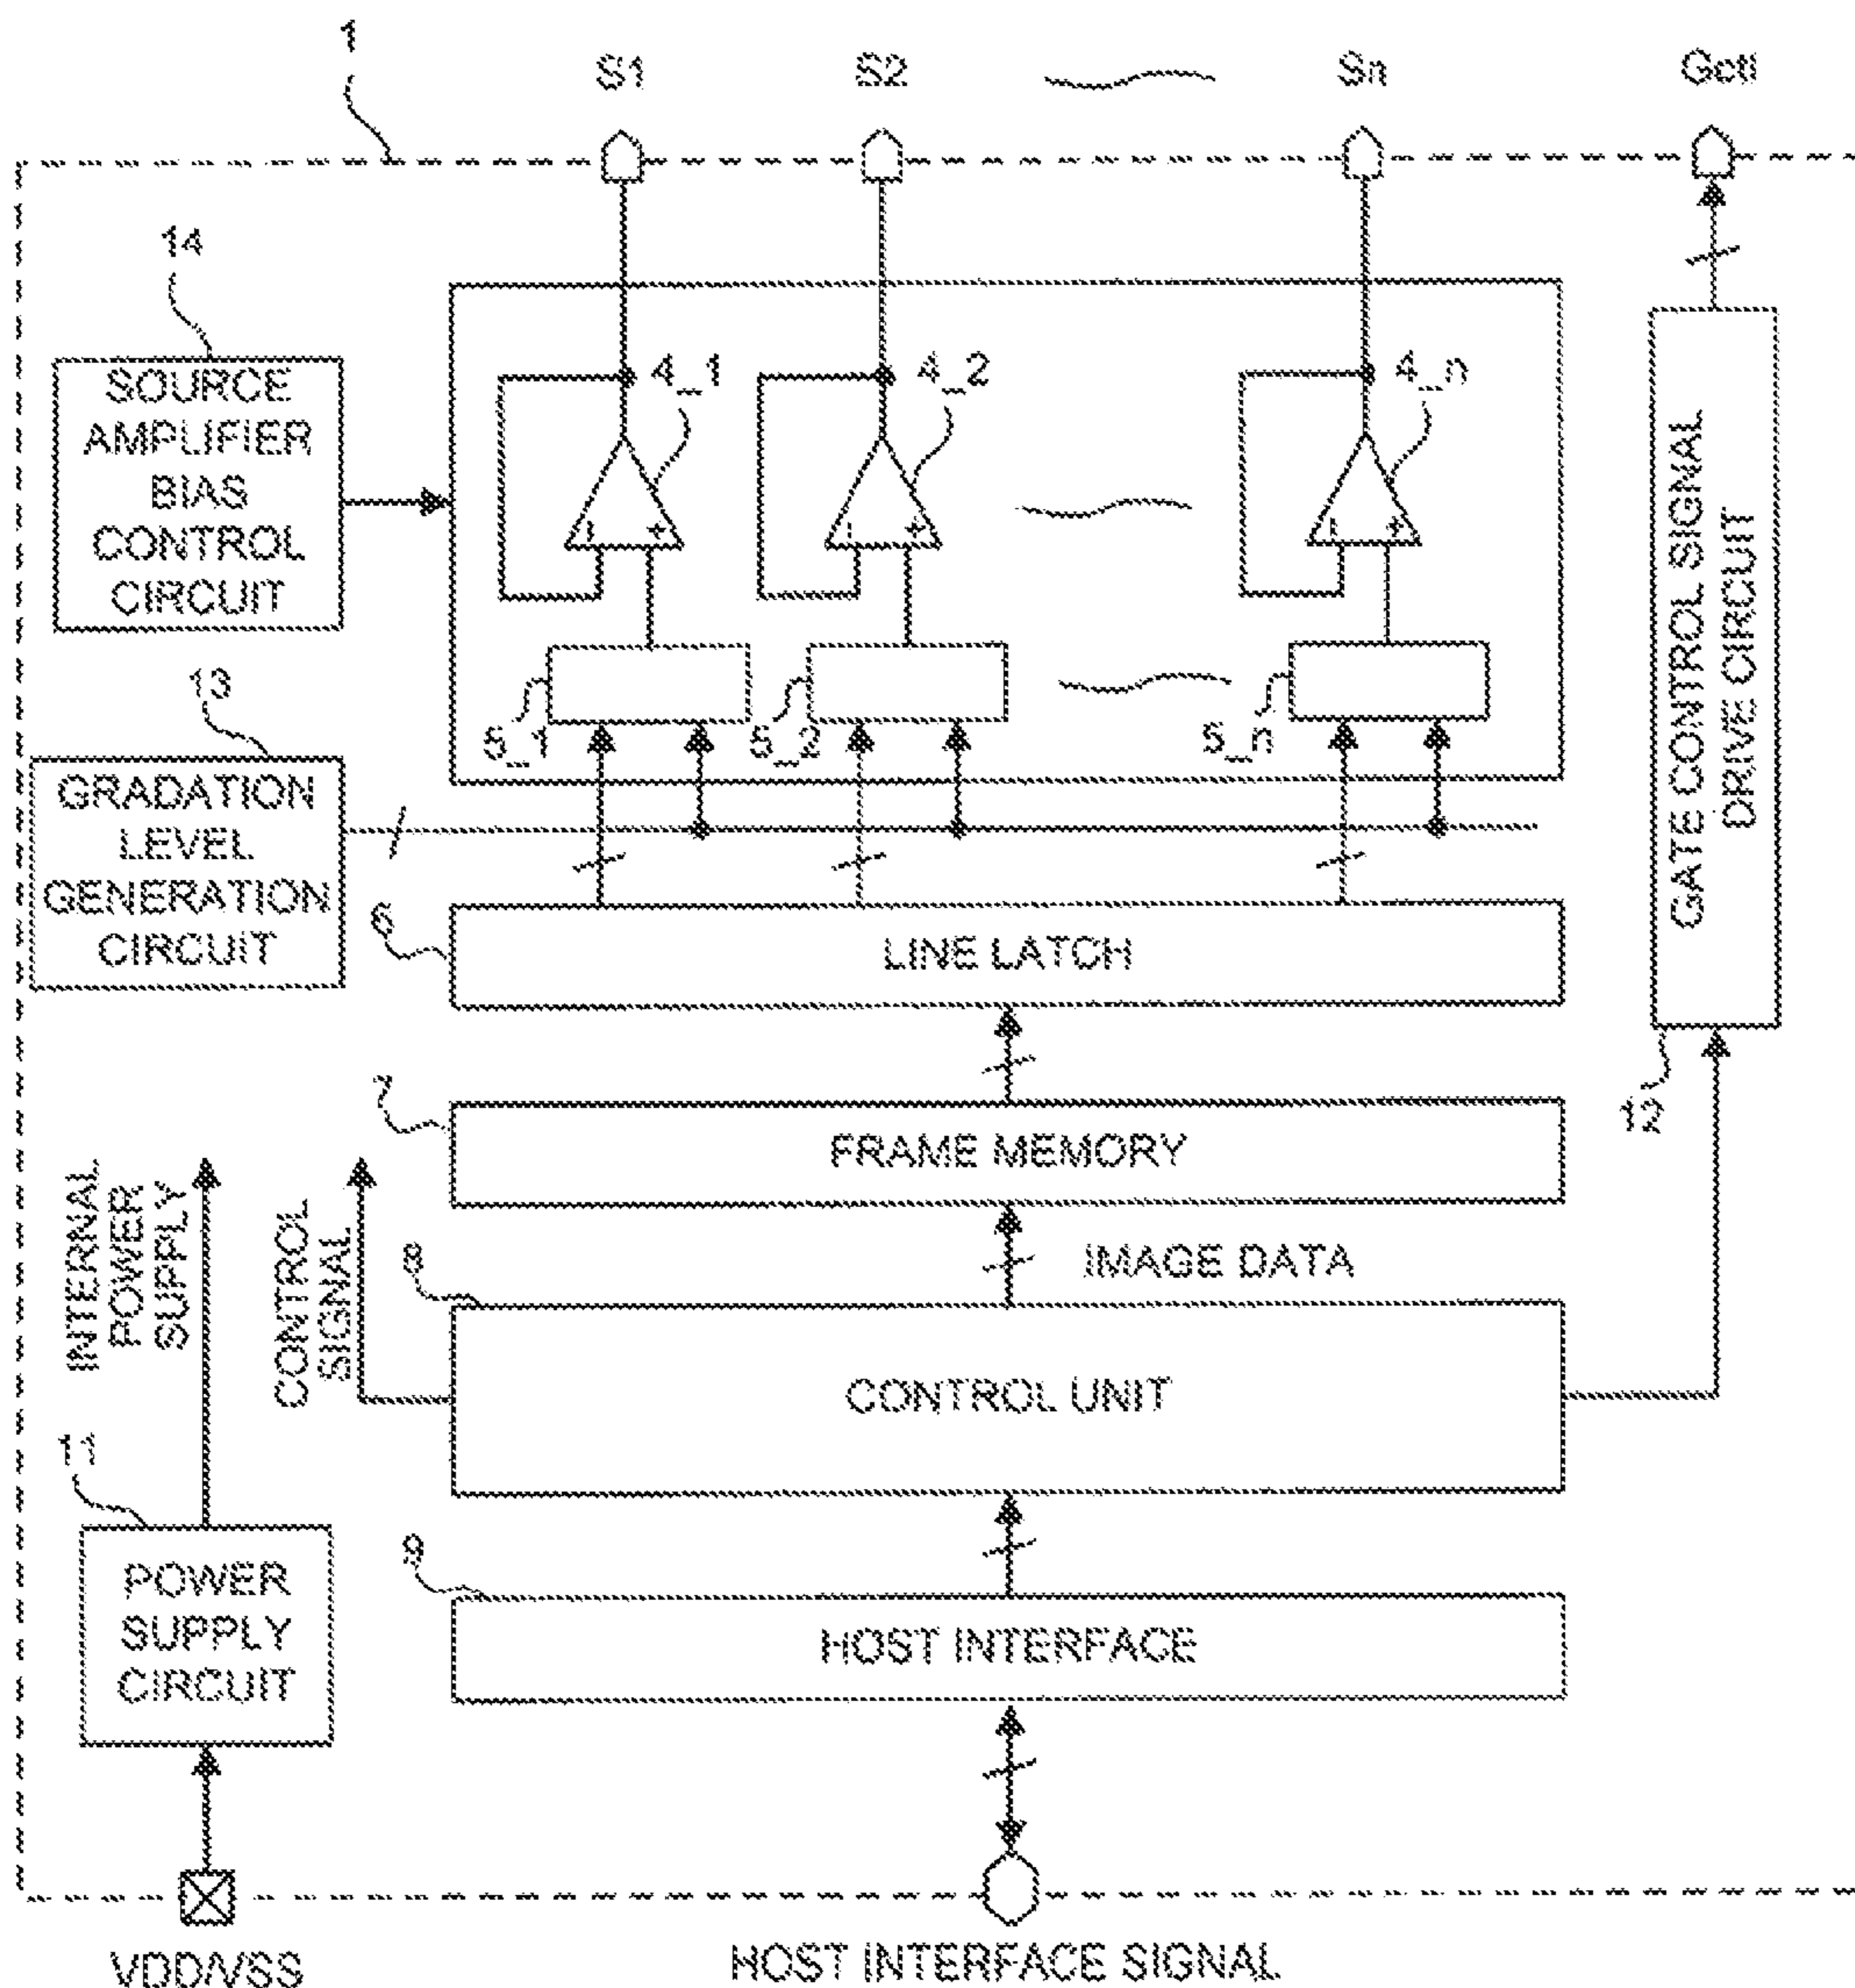 1
S1
S2
Sn
Gctl
14
SOURCE
AMPLIFIER
BIAS
CONTROL
CIRCUIT
4_1
4_2
4_n
5_1
5_2
5_n
13
GRADATION
LEVEL
GENERATION
CIRCUIT
GATE CONTROL SIGNAL
DRIVE CIRCUIT
12
6
LINE LATCH
7
FRAME MEMORY
IMAGE DATA
INTERNAL
POWER
SUPPLY
CONTROL
SIGNAL
8
CONTROL UNIT
11
POWER
SUPPLY
CIRCUIT
9
HOST INTERFACE
VDD/VSS
HOST INTERFACE SIGNAL